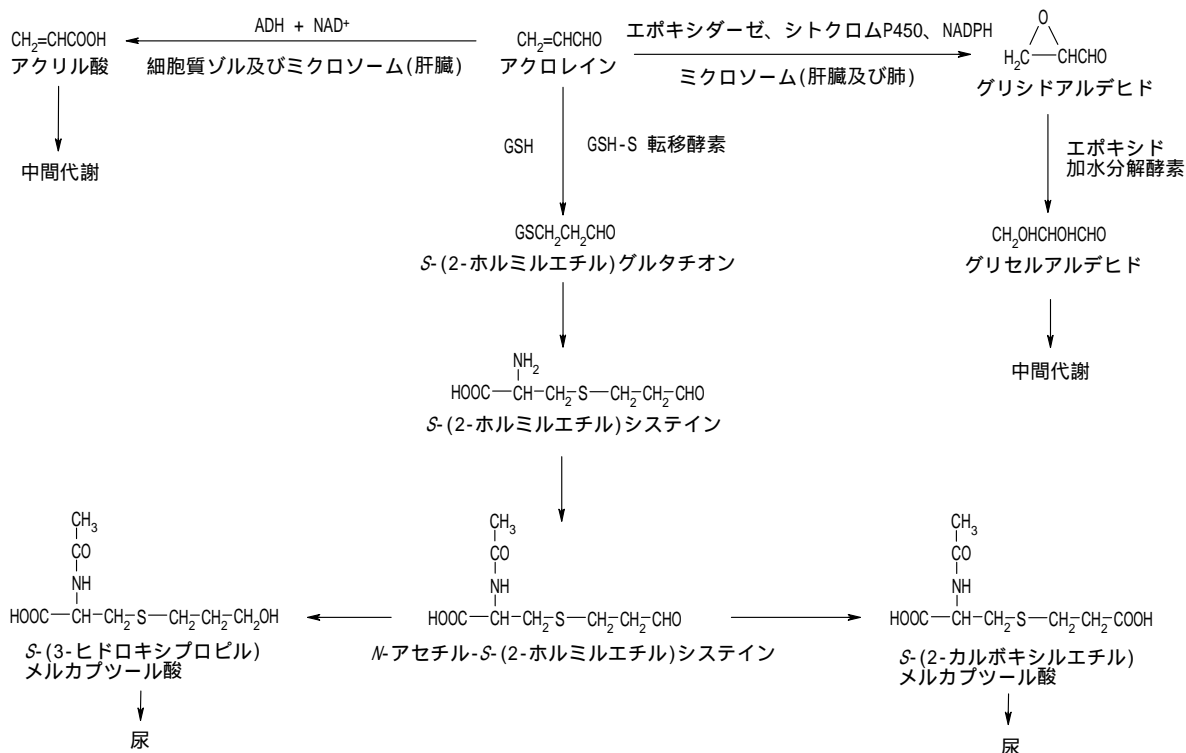 CH2=CHCOOH
アクリル酸
ADH + NAD+
細胞質ゾル及びミクロソーム(肝臓)
CH2=CHCHO
アクロレイン
エポキシダーゼ、シトクロムP450、NADPH
ミクロソーム(肝臓及び肺)
O
H2C CHCHO
グリシドアルデヒド
中間代謝
GSH
GSH-S 転移酵素
エポキシド
加水分解酵素
GSCH2CH2CHO
S-(2-ホルミルエチル)グルタチオン
CH2OHCHOHCHO
グリセルアルデヒド
中間代謝
NH2
HOOC-CH-CH2-S-CH2-CH2-CHO
S-(2-ホルミルエチル)システイン
CH3
CO
NH
HOOC-CH-CH2-S-CH2-CH2-CH2OH
S-(3-ヒドロキシプロピル)
メルカプツール酸
尿
CH3
CO
NH
HOOC-CH-CH2-S-CH2-CH2-CHO
N-アセチル-S-(2-ホルミルエチル)システイン
CH3
CO
NH
HOOC-CH-CH2-S-CH2-CH2-COOH
S-(2-カルボキシルエチル)
メルカプツール酸
尿